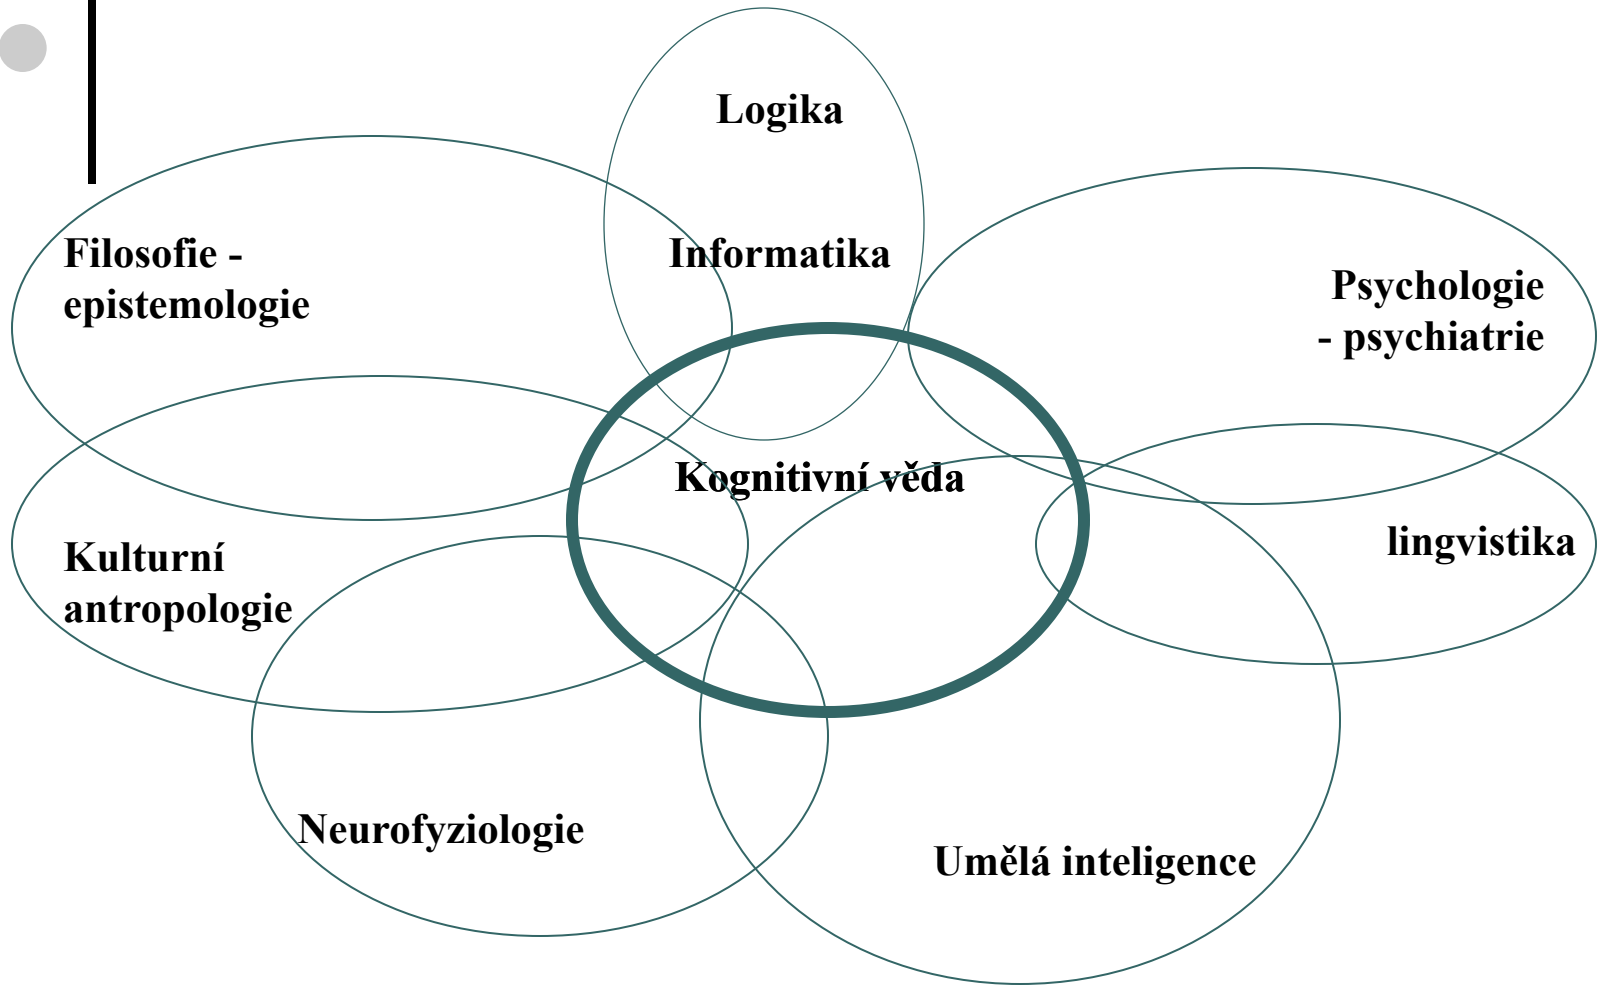 Logika
Informatika
Filosofie -
epistemologie
Psychologie
- psychiatrie
Kognitivní věda
lingvistika
Kulturní
antropologie
Neurofyziologie
Umělá inteligence